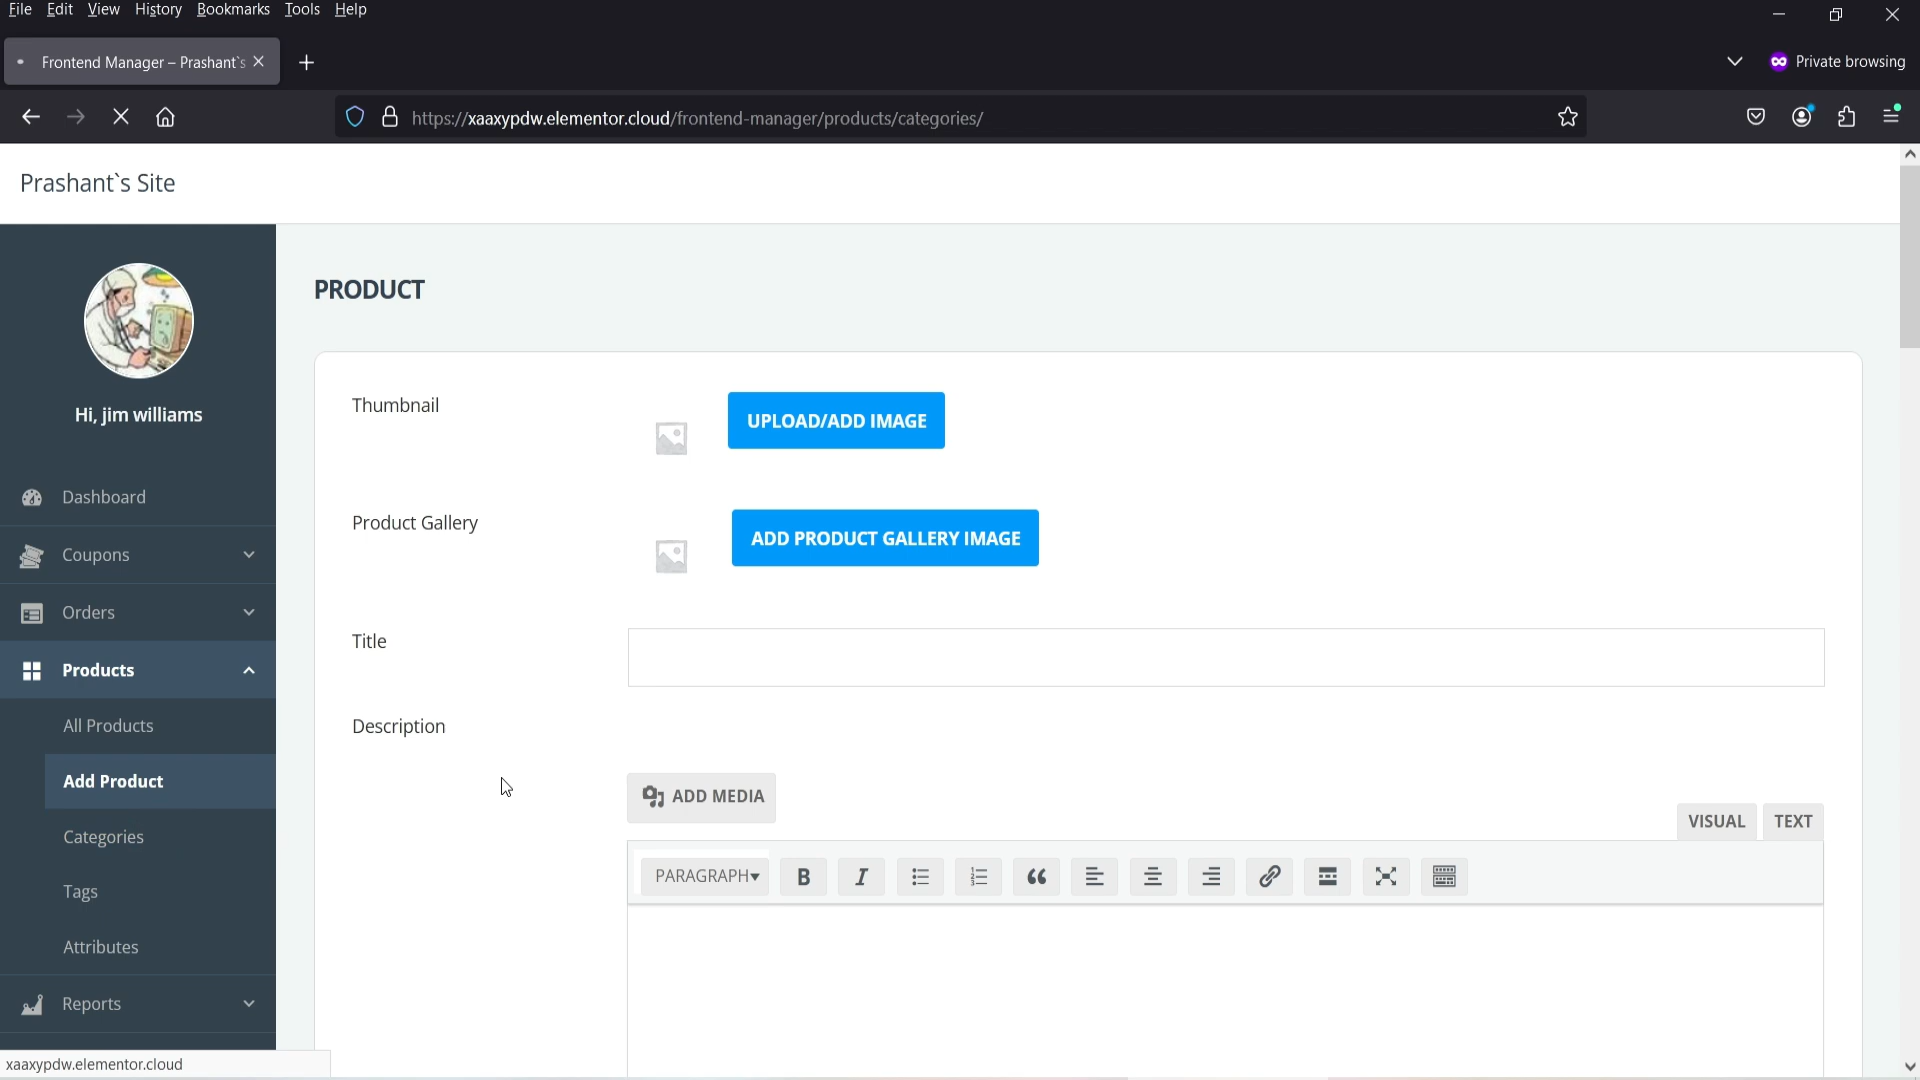 File Edit View History Bookmarks Tools Help
Frontend Manager – Prashant`s
Private browsing
https://xaaxypdw.elementor.cloud/frontend-manager/products/categories/
Prashant`s Site
Hi, jim williams
Dashboard
Coupons
Orders
Products
All Products
Add Product
Categories
Tags
Attributes
Reports
PRODUCT
Thumbnail
UPLOAD/ADD IMAGE
Product Gallery
ADD PRODUCT GALLERY IMAGE
Title
Description
ADD MEDIA
VISUAL TEXT
PARAGRAPH
xaaxypdw.elementor.cloud